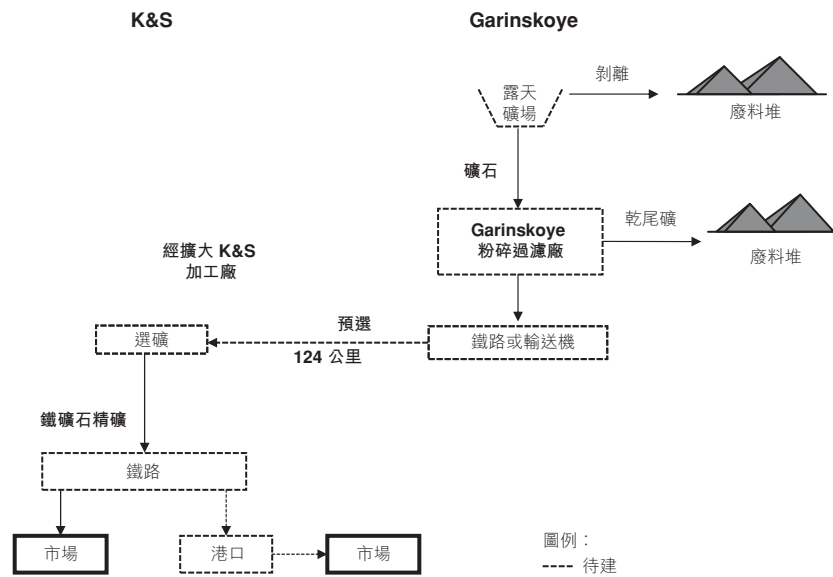 K&S
Garinskoye
露天
礦場
剝離
廢料堆
礦石
Garinskoye
粉碎過濾廠
乾尾礦
廢料堆
經擴大 K&S
加工廠
選礦
預選
124 公里
鐵路或輸送機
鐵礦石精礦
鐵路
市場
港口
市場
圖例：
待建